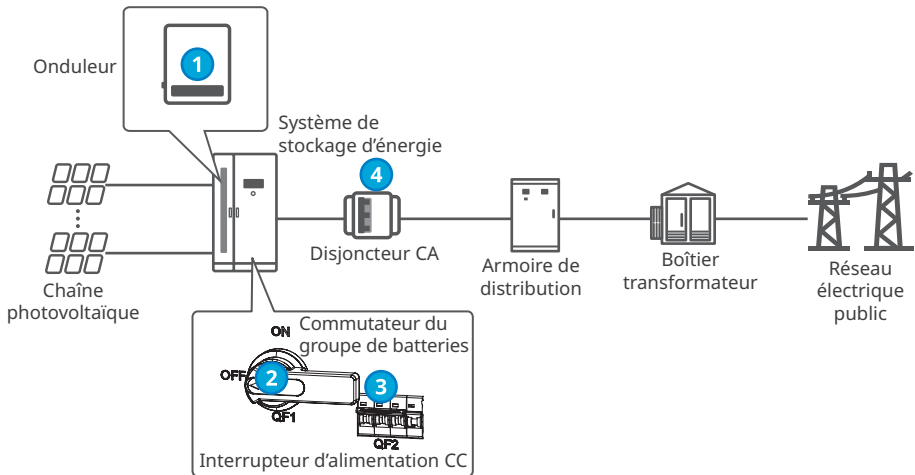 Onduleur
1
Système de
stockage d'énergie
4
Disjoncteur CA
Chaîne
photovoltaïque
Armoire de
distribution
Boîtier
transformateur
Réseau
électrique
public
Commutateur du
groupe de batteries
ON
OFF
2
3
QF1
QF2
Interrupteur d'alimentation CC